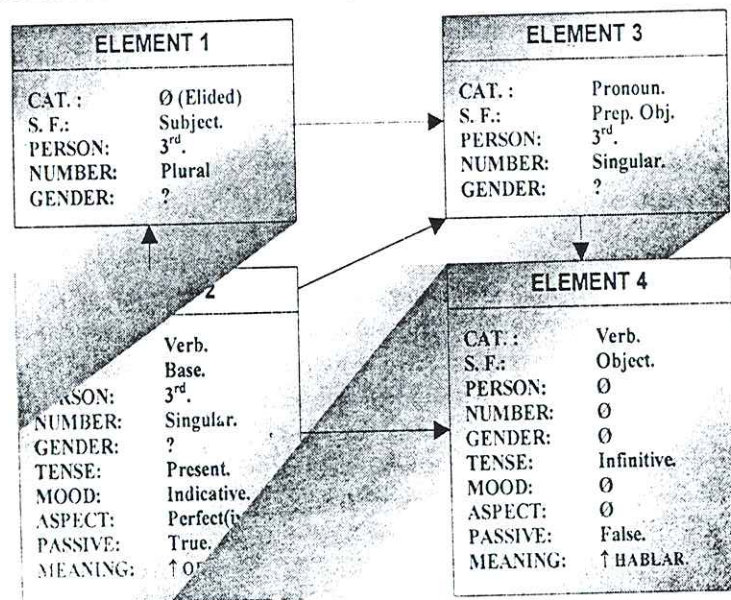 ELEMENT 1
CAT. : Ø (Elided)
S. F.: Subject.
PERSON: 3rd.
NUMBER: Plural
GENDER: ?
ELEMENT 3
CAT. : Pronoun.
S. F.: Prep. Obj.
PERSON: 3rd.
NUMBER: Singular.
GENDER: ?
2
Verb.
Base.
RSON: 3rd.
NUMBER: Singular.
GENDER: ?
TENSE: Present.
MOOD: Indicative.
ASPECT: Perfect(i
PASSIVE: True.
MEANING: ↑
ELEMENT 4
CAT. : Verb.
S. F.: Object.
PERSON: Ø
NUMBER: Ø
GENDER: Ø
TENSE: Infinitive.
MOOD: Ø
ASPECT: Ø
PASSIVE: False.
MEANING: ↑ HABLAR.